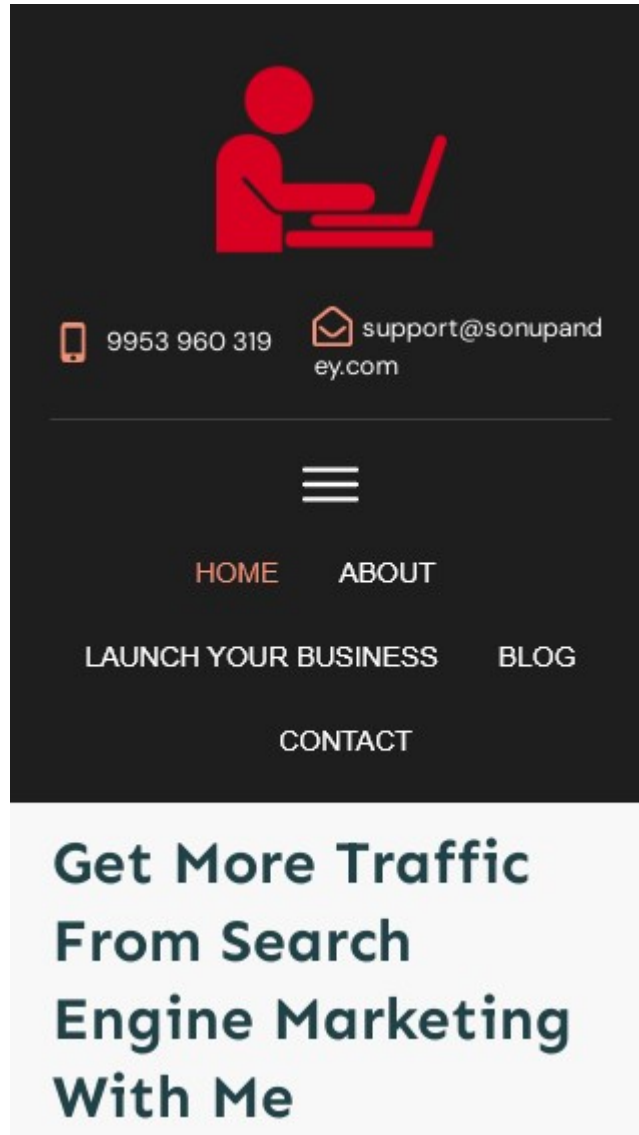 9953 960 319
support@sonupand
ey.com
HOME ABOUT
LAUNCH YOUR BUSINESS BLOG
CONTACT
Get More Traffic
From Search
Engine Marketing
With Me